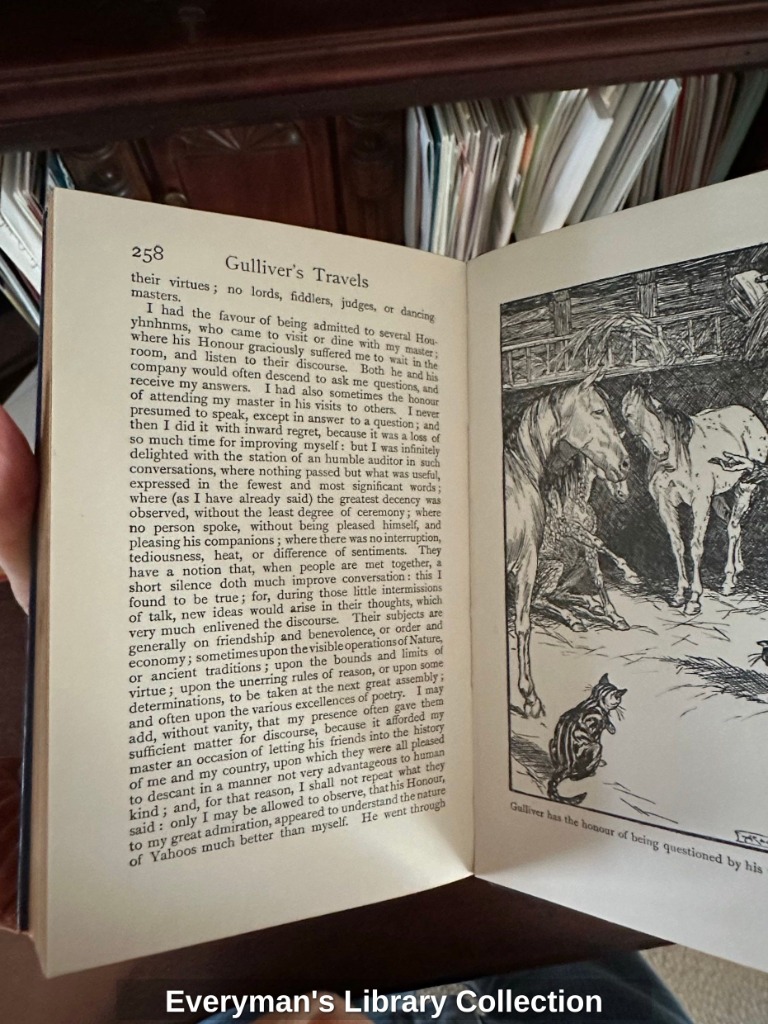 258
Gulliver's Travels
their virtues; no lords, fiddlers, judges, or dancing
masters.
I had the favour of being admitted to several Hou-
yhnhnms, who came to visit or dine with my master;
where his Honour graciously suffered me to wait in the
room, and listen to their discourse. Both he and his
company would often descend to ask me questions, and
receive my answers. I had also sometimes the honour
of attending my master in his visits to others. I never
presumed to speak, except in answer to a question; and
then I did it with inward regret, because it was a loss of
so much time for improving myself: but I was infinitely
delighted with the station of an humble auditor in such
conversations, where nothing passed but what was useful,
expressed in the fewest and most significant words;
where (as I have already said) the greatest decency was
observed, without the least degree of ceremony; where
no person spoke, without being pleased himself, and
pleasing his companions; where there was no interruption,
tediousness, heat, or difference of sentiments. They
have a notion that, when people are met together, a
short silence doth much improve conversation: this I
found to be true; for, during those little intermissions
of talk, new ideas would arise in their thoughts, which
very much enlivened the discourse. Their subjects are
generally on friendship and benevolence, or order and
economy; sometimes upon the visible operations of Nature,
or ancient traditions; upon the bounds and limits of
virtue; upon the unerring rules of reason, or upon some
determinations, to be taken at the next great assembly;
and often upon the various excellences of poetry. I may
add, without vanity, that my presence often gave them
sufficient matter for discourse, because it afforded my
master an occasion of letting his friends into the history
of me and my country, upon which they were all pleased
to descant in a manner not very advantageous to human
kind; and, for that reason, I shall not repeat what they
said: only I may be allowed to observe, that his Honour,
to my great admiration, appeared to understand the nature
of Yahoos much better than myself. He went through
Gulliver has the honour of being questioned by his
Everyman's Library Collection